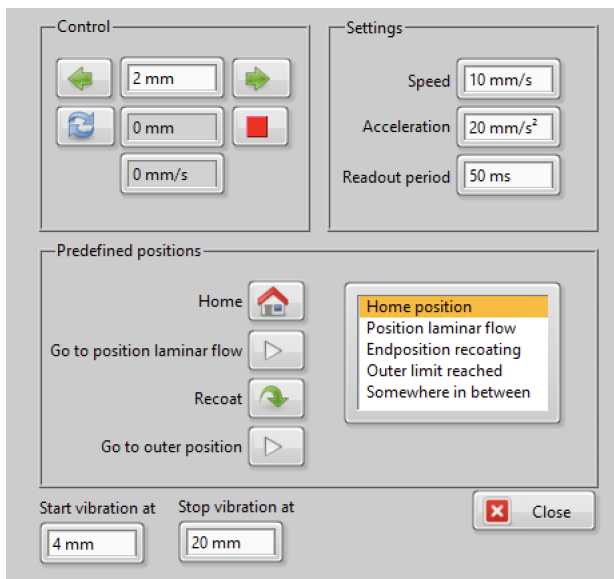 Control
2 mm
0 mm
0 mm/s
Settings
Speed 10 mm/s
Acceleration 20 mm/s²
Readout period 50 ms
Predefined positions
Home
Go to position laminar flow
Recoat
Go to outer position
Home position
Position laminar flow
Endposition recoating
Outer limit reached
Somewhere in between
Start vibration at
4 mm
Stop vibration at
20 mm
Close